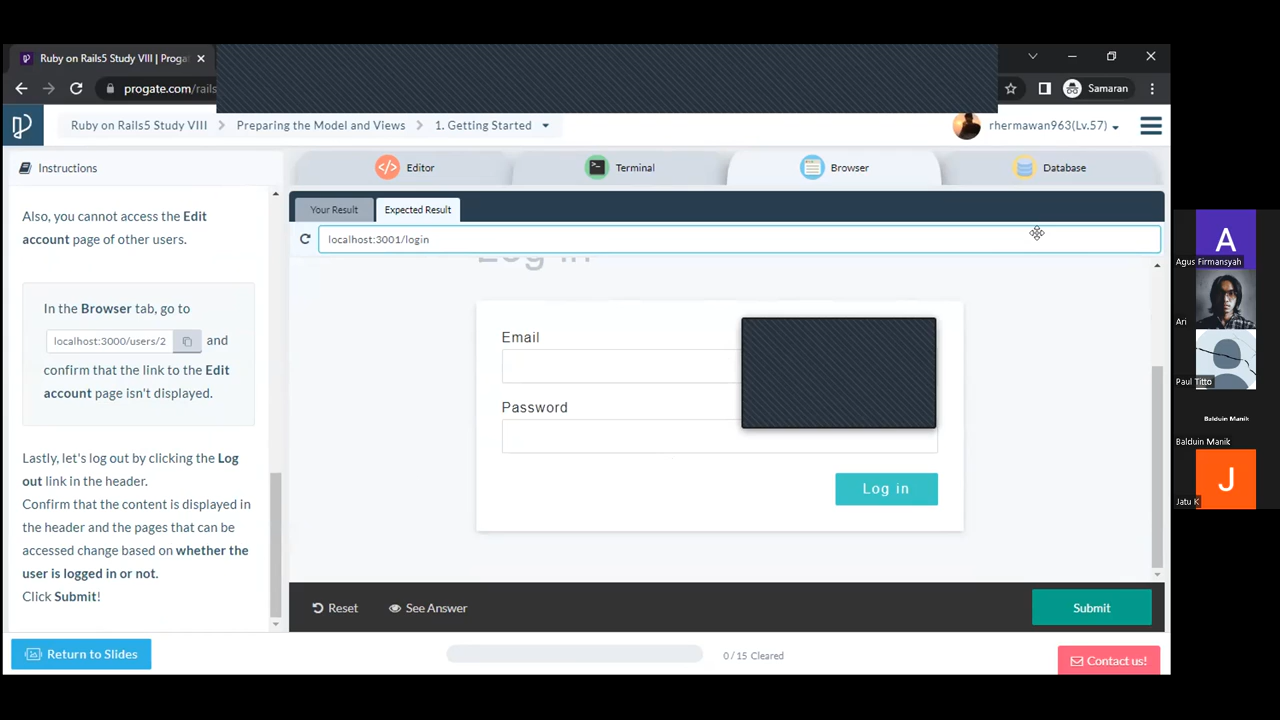 Ruby on Rails5 Study VIII | Proga
progate.com/rails
Samaran
Ruby on Rails5 Study VIII
Preparing the Model and Views
1. Getting Started
rhermawan963(Lv.57)
Instructions
Editor
Terminal
Browser
Database
Your Result
Expected Result
localhost:3001/login
Also, you cannot access the Edit
account page of other users.
In the Browser tab, go to
localhost:3000/users/2 and
confirm that the link to the Edit
account page isn't displayed.
Lastly, let's log out by clicking the Log
out link in the header.
Confirm that the content is displayed in
the header and the pages that can be
accessed change based on whether the
user is logged in or not.
Click Submit!
Log in
Email
Password
Log in
Reset
See Answer
Submit
Return to Slides
0 / 15 Cleared
Contact us!
A
Agus Firmansyah
Ari
Paul Titto
Balduin Manik
Balduin Manik
J
Jatu K